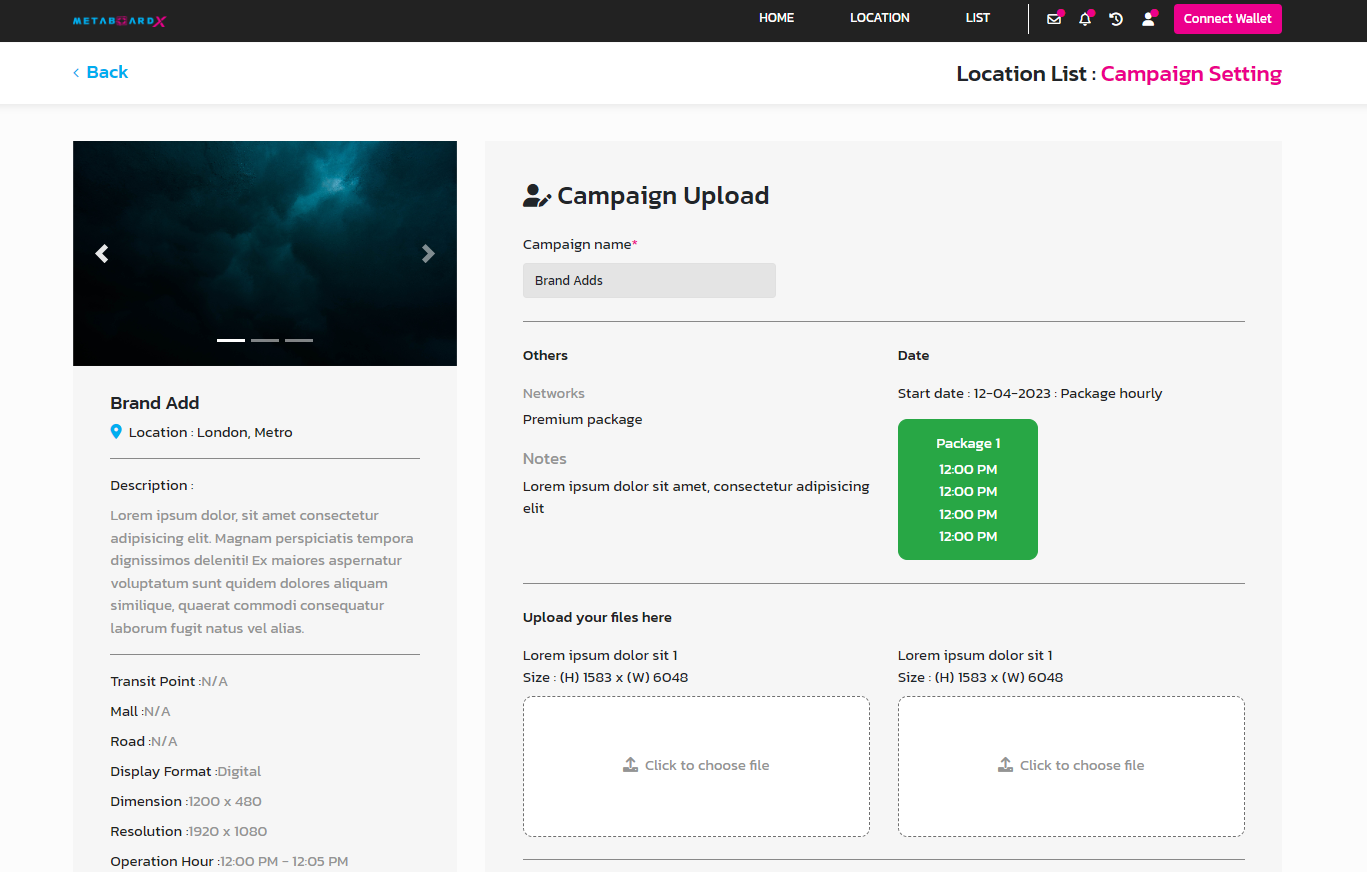 METABOARDX
HOME LOCATION LIST Connect Wallet
Back
Location List : Campaign Setting
Brand Add
Location : London, Metro
Description :
Lorem ipsum dolor, sit amet consectetur
adipisicing elit. Magnam perspiciatis tempora
dignissimos deleniti! Ex maiores aspernatur
voluptatum sunt quidem dolores aliquam
similique, quaerat commodi consequatur
laborum fugit natus vel alias.
Transit Point :N/A
Mall :N/A
Road :N/A
Display Format :Digital
Dimension :1200 x 480
Resolution :1920 x 1080
Operation Hour :12:00 PM - 12:05 PM
Campaign Upload
Campaign name*
Brand Adds
Others
Networks
Premium package
Notes
Lorem ipsum dolor sit amet, consectetur adipisicing
elit
Date
Start date : 12-04-2023 : Package hourly
Package 1
12:00 PM
12:00 PM
12:00 PM
12:00 PM
Upload your files here
Lorem ipsum dolor sit 1
Size : (H) 1583 x (W) 6048
Click to choose file
Lorem ipsum dolor sit 1
Size : (H) 1583 x (W) 6048
Click to choose file